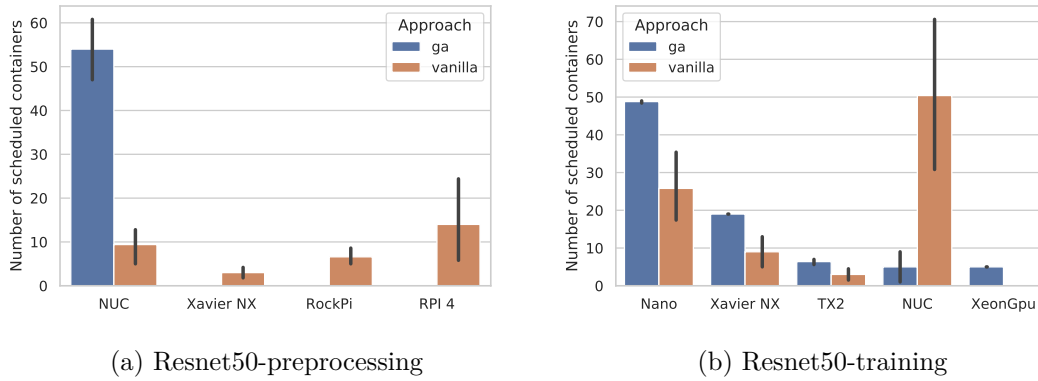 Number of scheduled containers
60
50
40
30
20
10
0
Approach
ga
vanilla
NUC Xavier NX RockPi RPI 4
(a) Resnet50-preprocessing
Number of scheduled containers
70
60
50
40
30
20
10
0
Approach
ga
vanilla
Nano Xavier NX TX2 NUC XeonGpu
(b) Resnet50-training